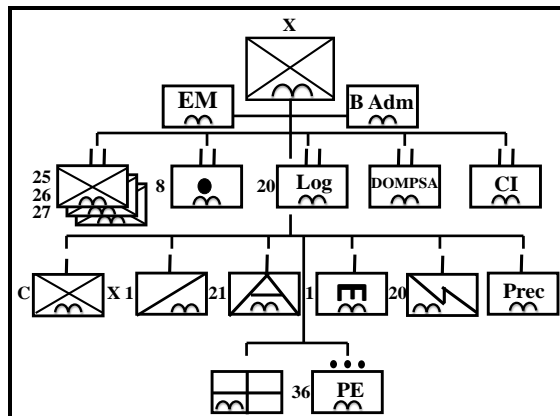 X
EM B Adm
25
26 8 20 Log DOMPSA CI
27
C X 1 21 1 E 20 Prec
36 PE